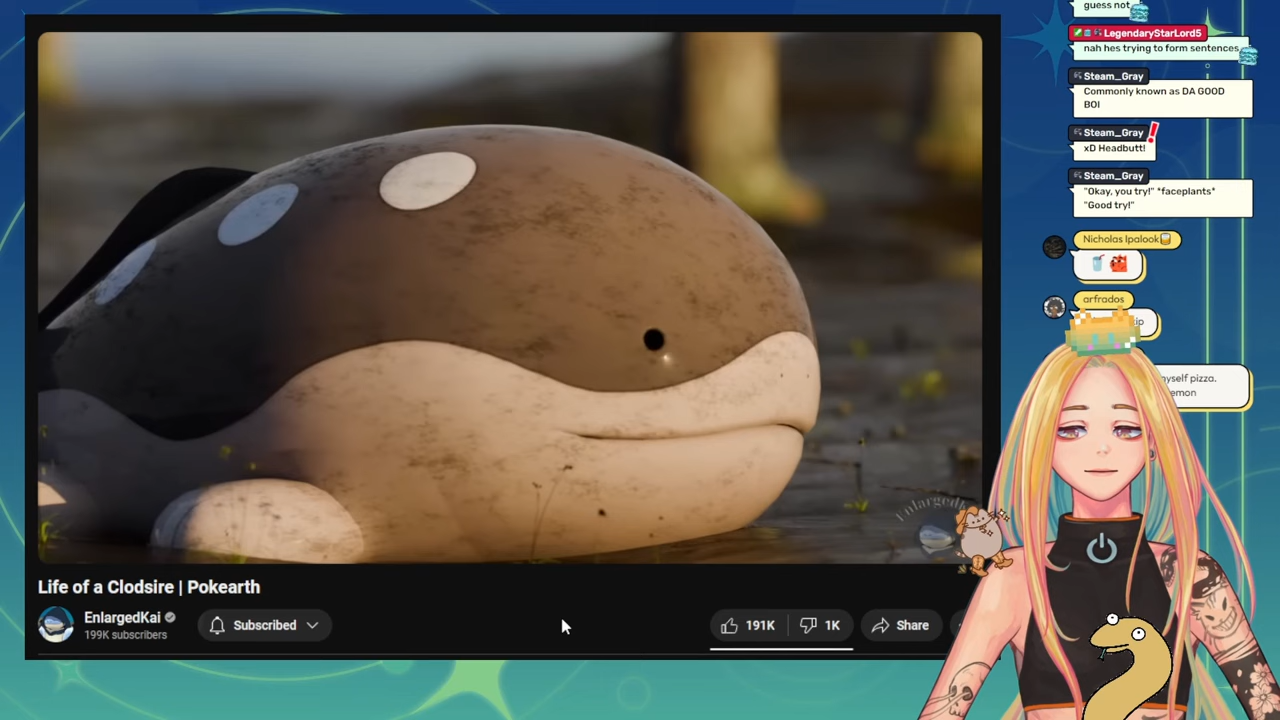 guess not
LegendaryStarLord5
nah hes trying to form sentences
Steam_Gray
Commonly known as DA GOOD
BOI
Steam_Gray
xD Headbutt!
Steam_Gray
"Okay, you try!" *faceplants*
"Good try!"
Nicholas Ipalook
arfrados
Life of a Clodsire | Pokearth
EnlargedKai
199K subscribers
Subscribed
191K
1K
Share